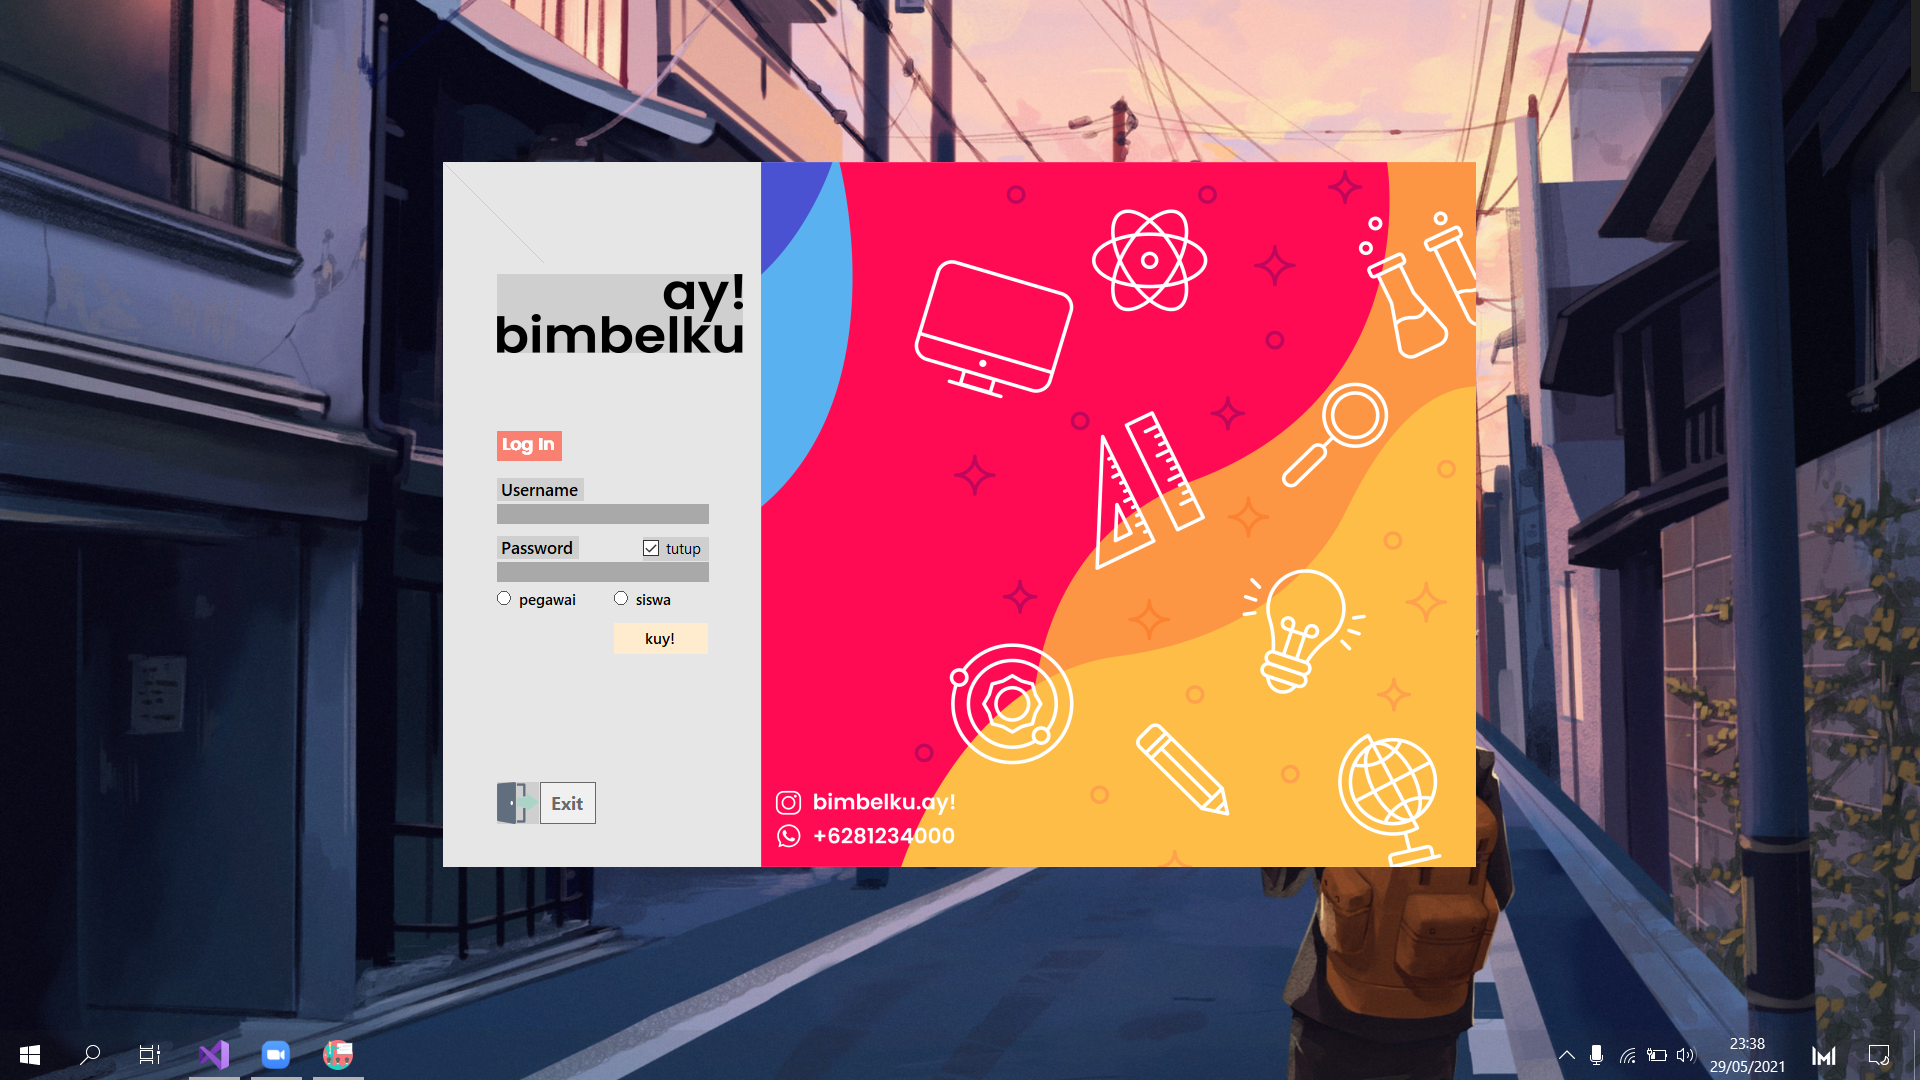 ay!
bimbelku
Log In
Username
Password
tutup
pegawai
siswa
kuy!
Exit
bimbelku.ay!
+6281234000
23:38
29/05/2021